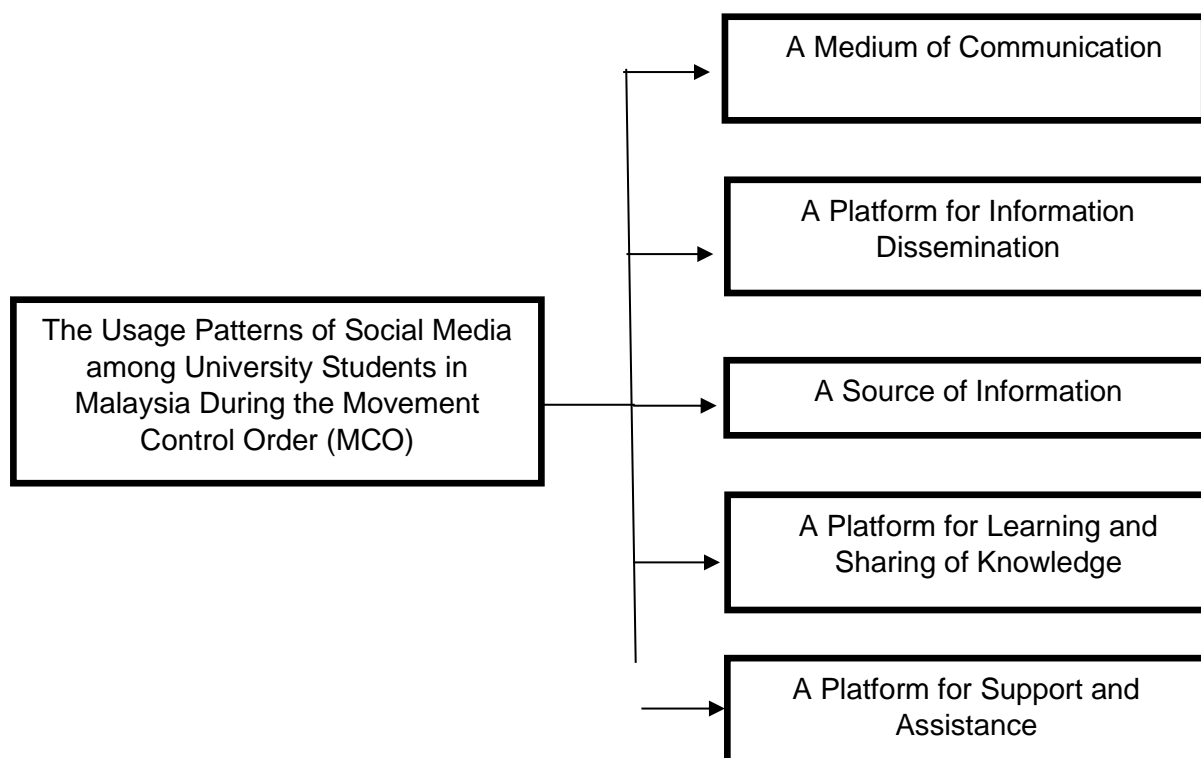 A Medium of Communication
A Platform for Information
Dissemination
The Usage Patterns of Social Media
among University Students in
Malaysia During the Movement
Control Order (MCO)
A Source of Information
A Platform for Learning and
Sharing of Knowledge
A Platform for Support and
Assistance